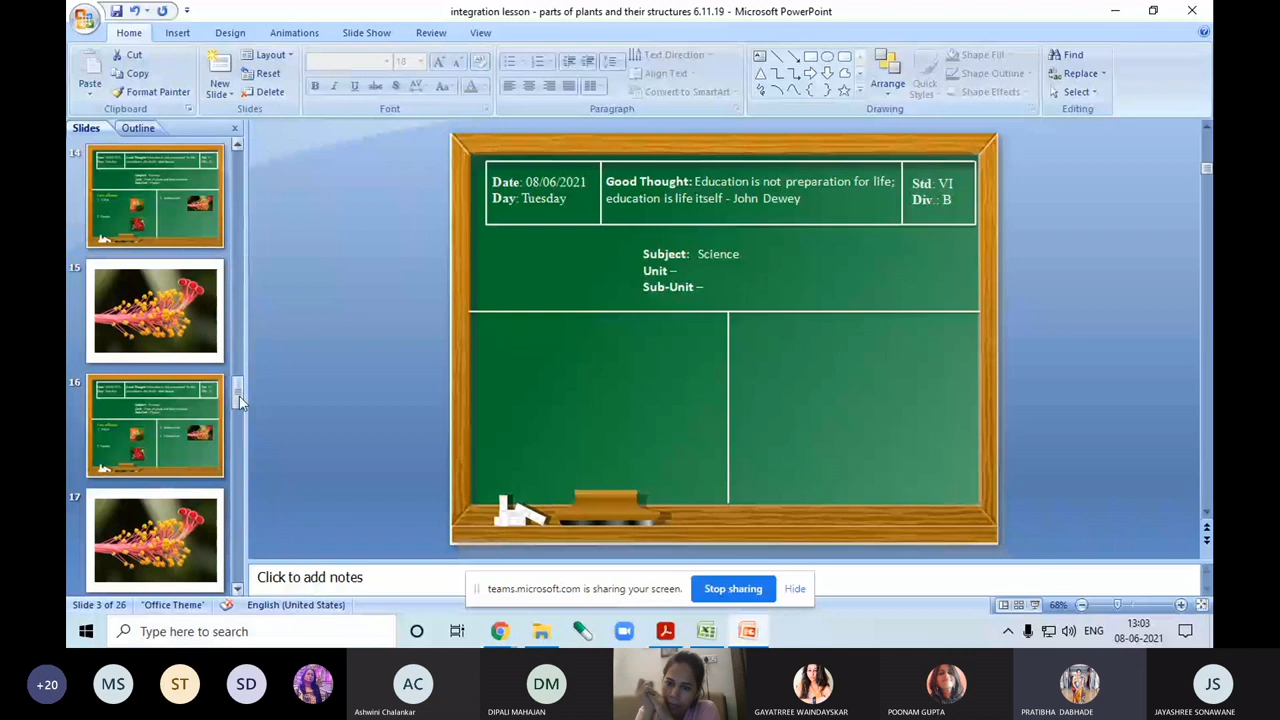 integration lesson - parts of plants and their structures 6.11.19 - Microsoft PowerPoint
Home Insert Design Animations Slide Show Review View
Paste
Cut
Copy
Format Painter
Clipboard
New
Slide
Layout
Reset
Delete
Slides
18
Font
Text Direction
Align Text
Convert to SmartArt
Paragraph
Arrange
Quick
Styles
Shape Fill
Shape Outline
Shape Effects
Drawing
Find
Replace
Select
Editing
Slides Outline
14
15
16
17
Date: 08/06/2021
Day: Tuesday
Good Thought: Education is not preparation for life;
education is life itself - John Dewey
Std: VI
Div.: B
Subject: Science
Unit –
Sub-Unit –
Click to add notes
teams.microsoft.com is sharing your screen. Stop sharing Hide
Slide 3 of 26 "Office Theme" English (United States) 68%
Type here to search
ENG
13:03
08-06-2021
+20 MS ST SD AC DM JS
Ashwini Chalankar DIPALI MAHAJAN GAYATRREE WAINDAYSKAR POONAM GUPTA PRATIBHA DABHADE JAYASHREE SONAWANE